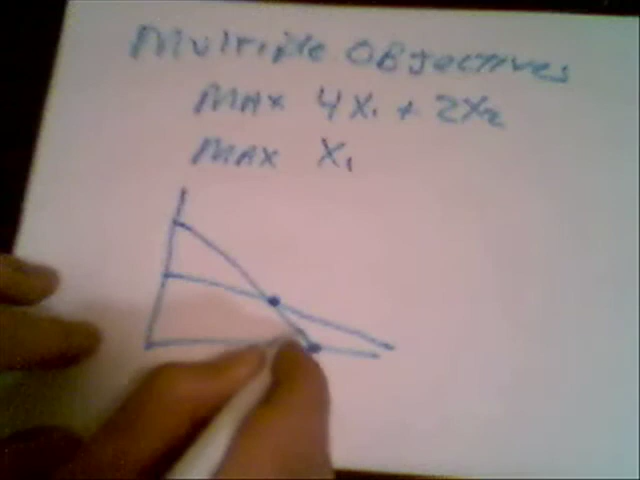 Multiple Objectives
Max 4x₁ + 2x₂
Max x₁